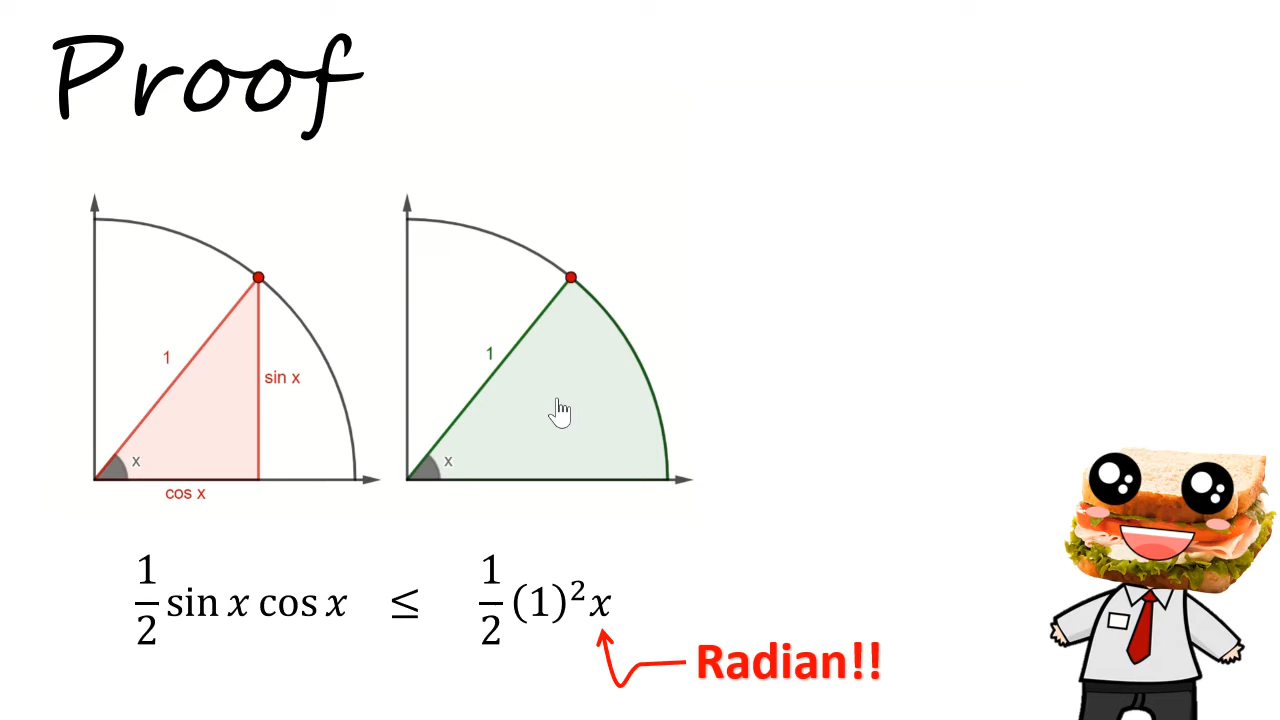 Proof
1
sin x
x
cos x
1
x
1/2 sin x cos x ≤ 1/2 (1)² x
Radian!!